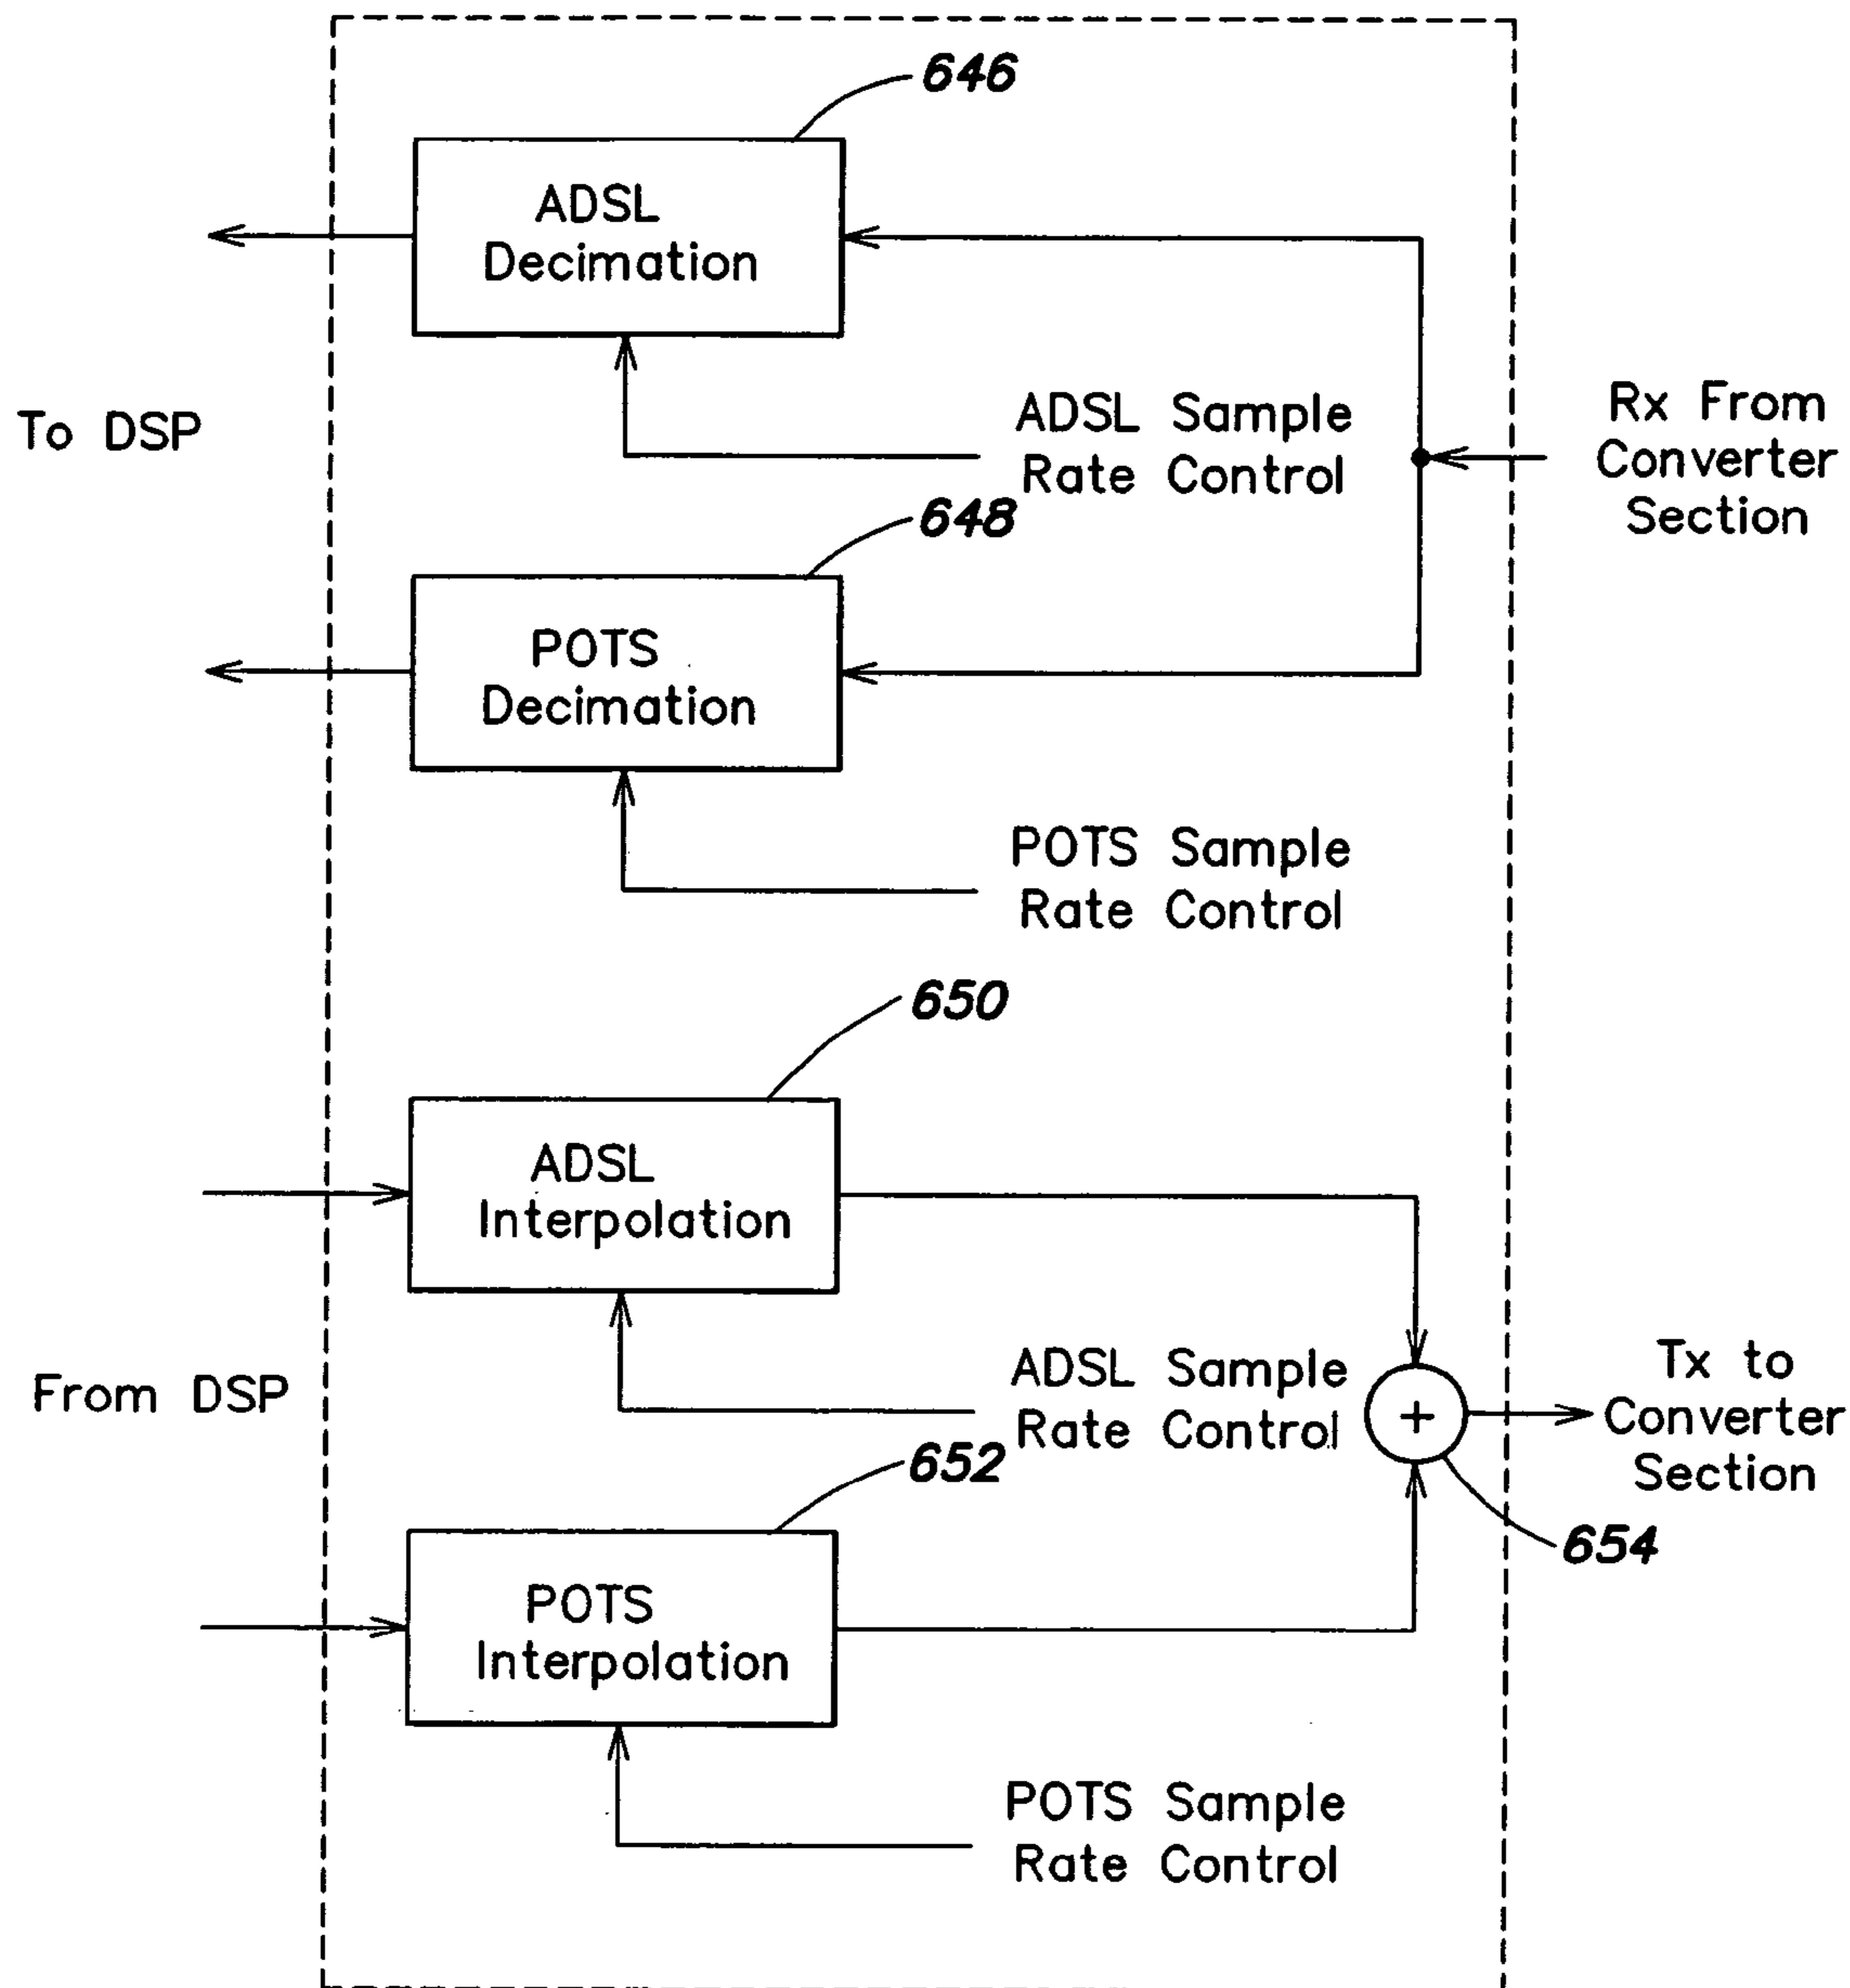 646
ADSL
Decimation
To DSP
ADSL Sample
Rate Control
Rx From
Converter
Section
648
POTS
Decimation
POTS Sample
Rate Control
650
ADSL
Interpolation
From DSP
ADSL Sample
Rate Control
+
Tx to
Converter
Section
652
654
POTS
Interpolation
POTS Sample
Rate Control